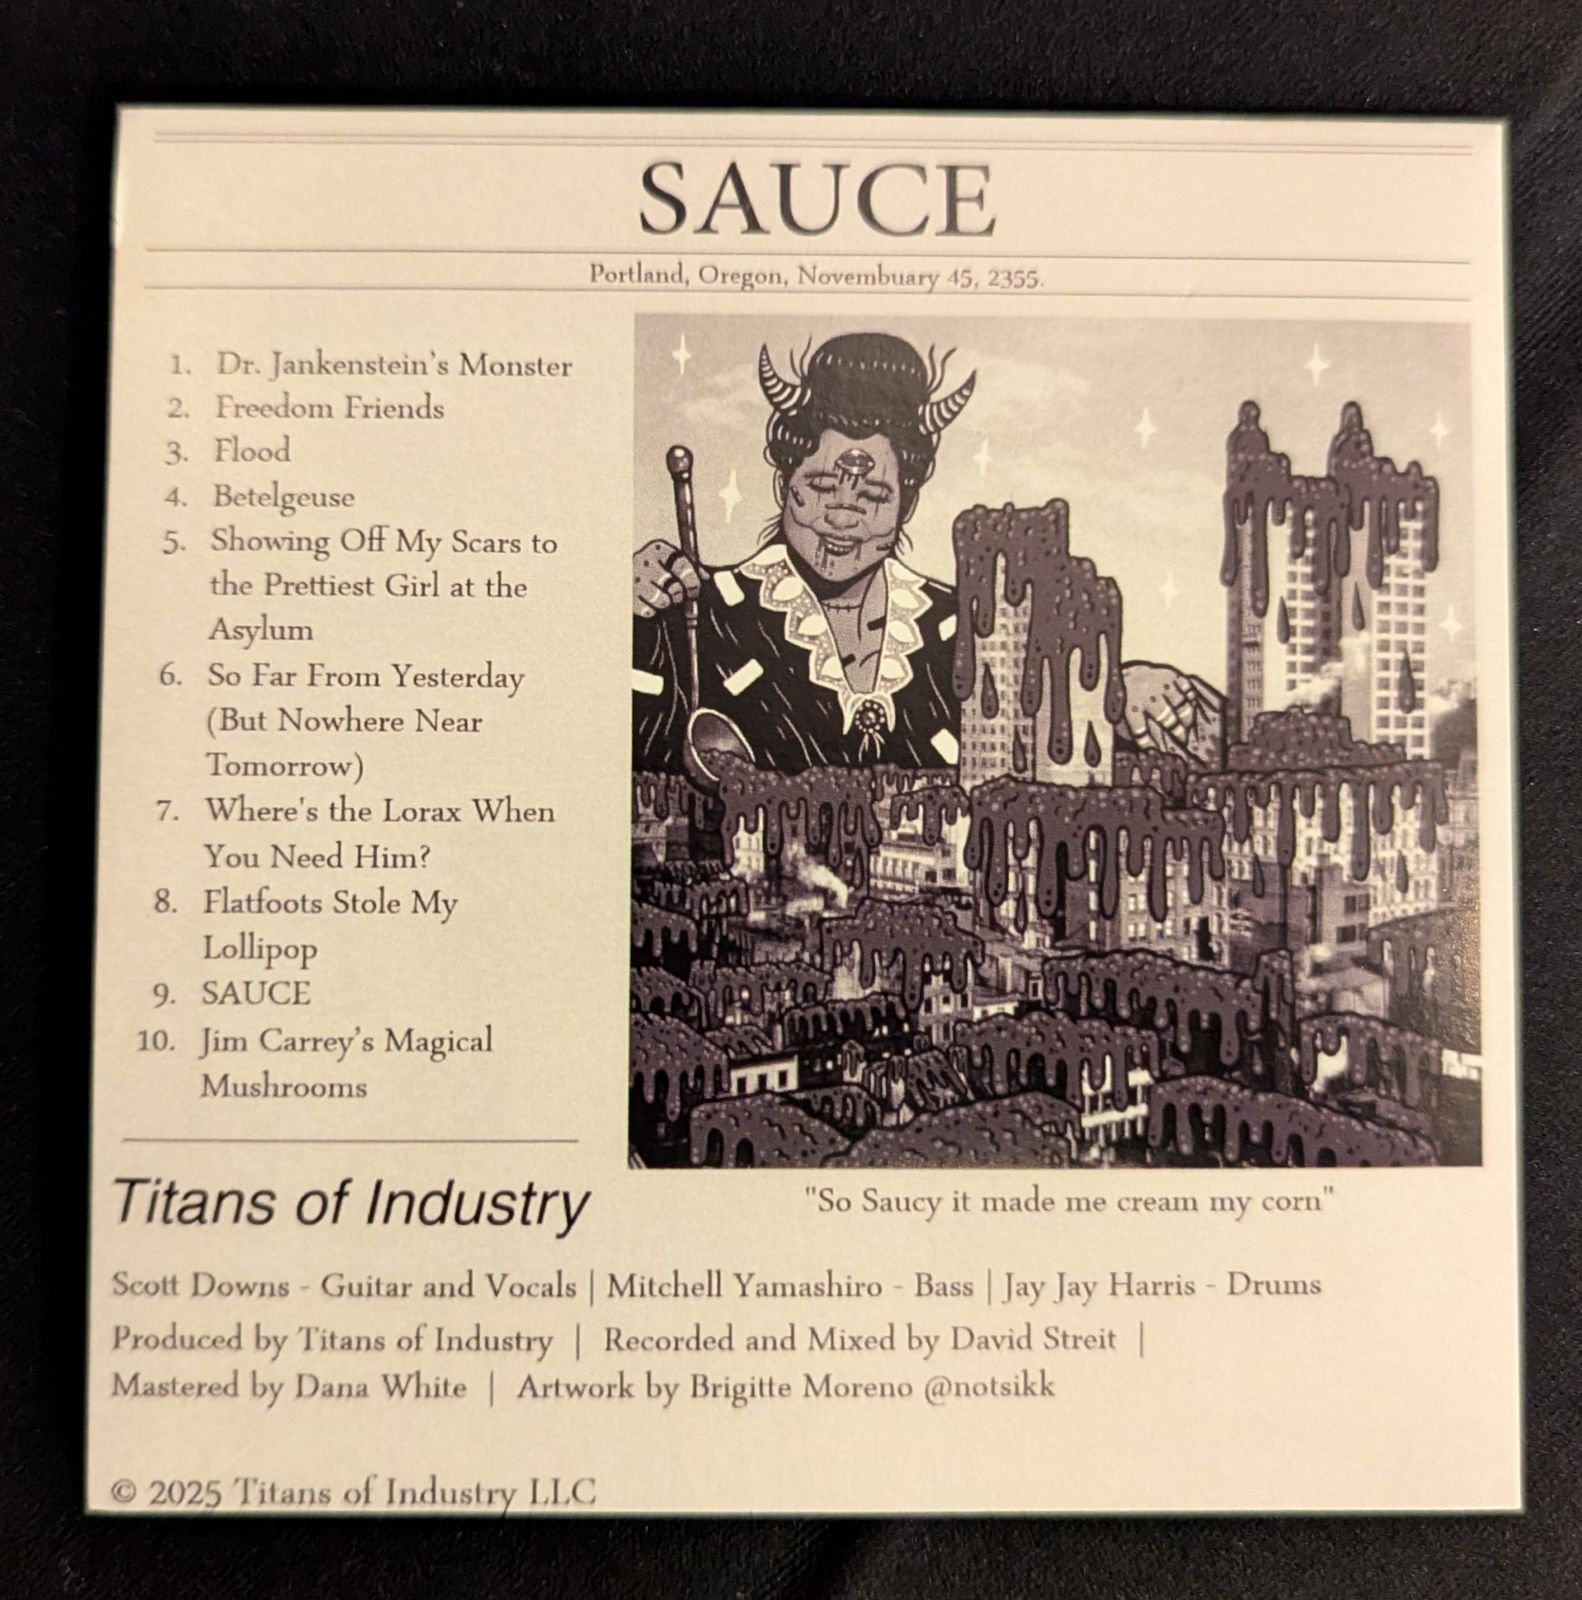 SAUCE
Portland, Oregon, Novembuary 45, 2355.
1. Dr. Jankenstein's Monster
2. Freedom Friends
3. Flood
4. Betelgeuse
5. Showing Off My Scars to
the Prettiest Girl at the
Asylum
6. So Far From Yesterday
(But Nowhere Near
Tomorrow)
7. Where's the Lorax When
You Need Him?
8. Flatfoots Stole My
Lollipop
9. SAUCE
10. Jim Carrey's Magical
Mushrooms
Titans of Industry
"So Saucy it made me cream my corn"
Scott Downs - Guitar and Vocals | Mitchell Yamashiro - Bass | Jay Jay Harris - Drums
Produced by Titans of Industry | Recorded and Mixed by David Streit |
Mastered by Dana White | Artwork by Brigitte Moreno @notsikk
© 2025 Titans of Industry LLC